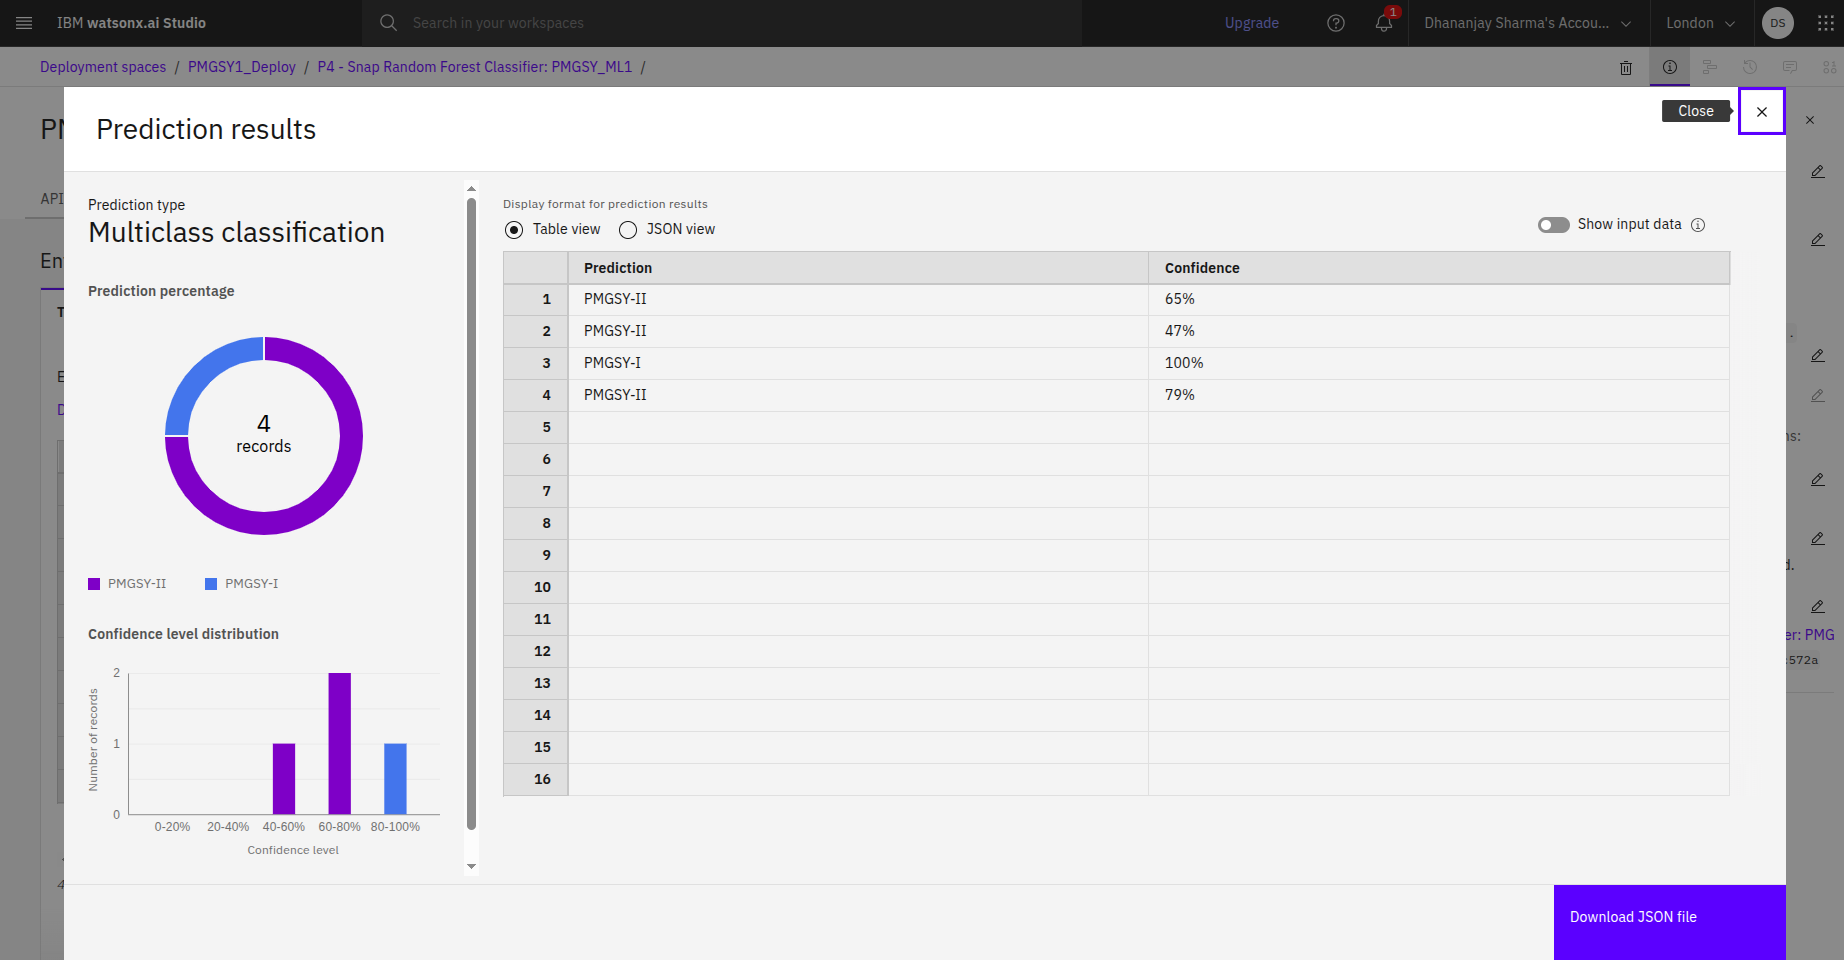 IBM watsonx.ai Studio
Search in your workspaces
Upgrade
1
Dhananjay Sharma's Accou...
London
DS
Deployment spaces / PMGSY1_Deploy / P4 - Snap Random Forest Classifier: PMGSY_ML1 /
Close
Prediction results
API
Prediction type
Multiclass classification
Prediction percentage
4
records
PMGSY-II
PMGSY-I
Confidence level distribution
Number of records
2
1
0
0-20%
20-40%
40-60%
60-80%
80-100%
Confidence level
Display format for prediction results
Table view
JSON view
Show input data
Prediction Confidence
1 PMGSY-II 65%
2 PMGSY-II 47%
3 PMGSY-I 100%
4 PMGSY-II 79%
5
6
7
8
9
10
11
12
13
14
15
16
er: PMG
:572a
Download JSON file